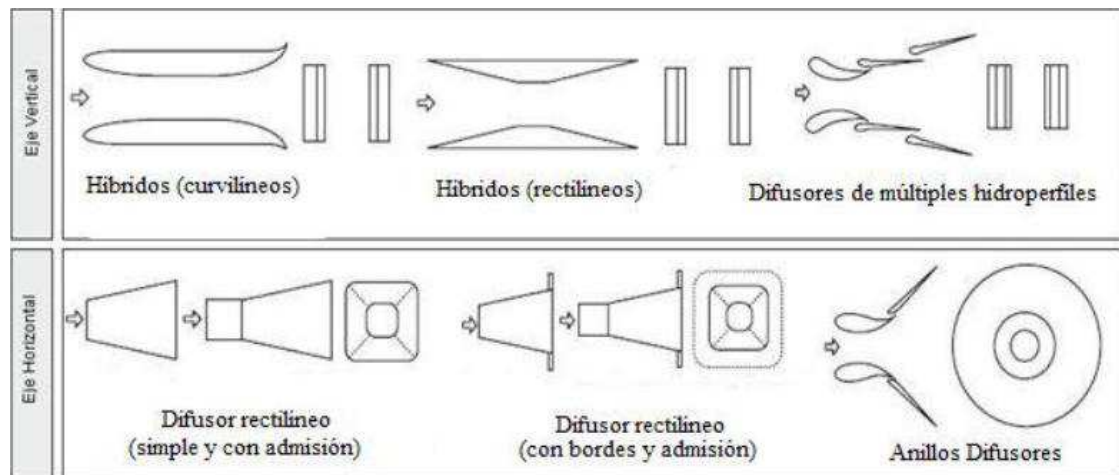 Eje Vertical
Híbridos (curvilíneos)
Híbridos (rectilíneos)
Difusores de múltiples hidroperfíles
Eje Horizontal
Difusor rectilíneo
(simple y con admisión)
Difusor rectilíneo
(con bordes y admisión)
Anillos Difusores